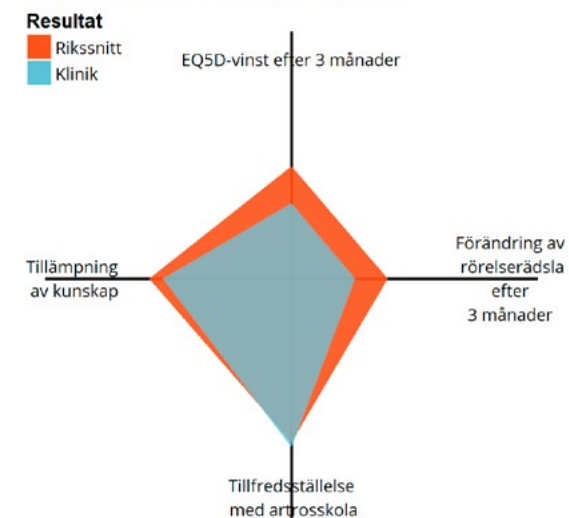 Resultat
Rikssnitt
Klinik
EQ5D-vinst efter 3 månader
Förändring av
rörelserädsla
efter
3 månader
Tillämpning
av kunskap
Tillfredsställelse
med artrosskola